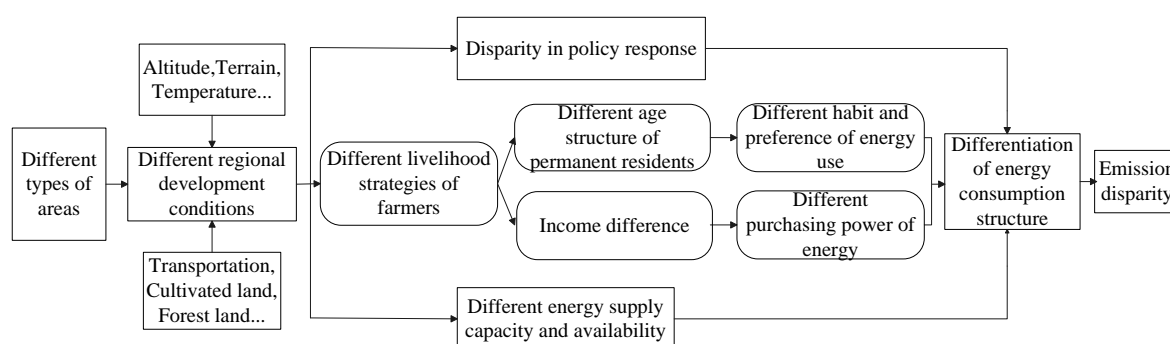 Different
types of
areas
Altitude,Terrain,
Temperature...
Different regional
development
conditions
Transportation,
Cultivated land,
Forest land...
Disparity in policy response
Different livelihood
strategies of
farmers
Different age
structure of
permanent residents
Different habit and
preference of energy
use
Income difference
Different
purchasing power of
energy
Different energy supply
capacity and availability
Differentiation
of energy
consumption
structure
Emission
disparity